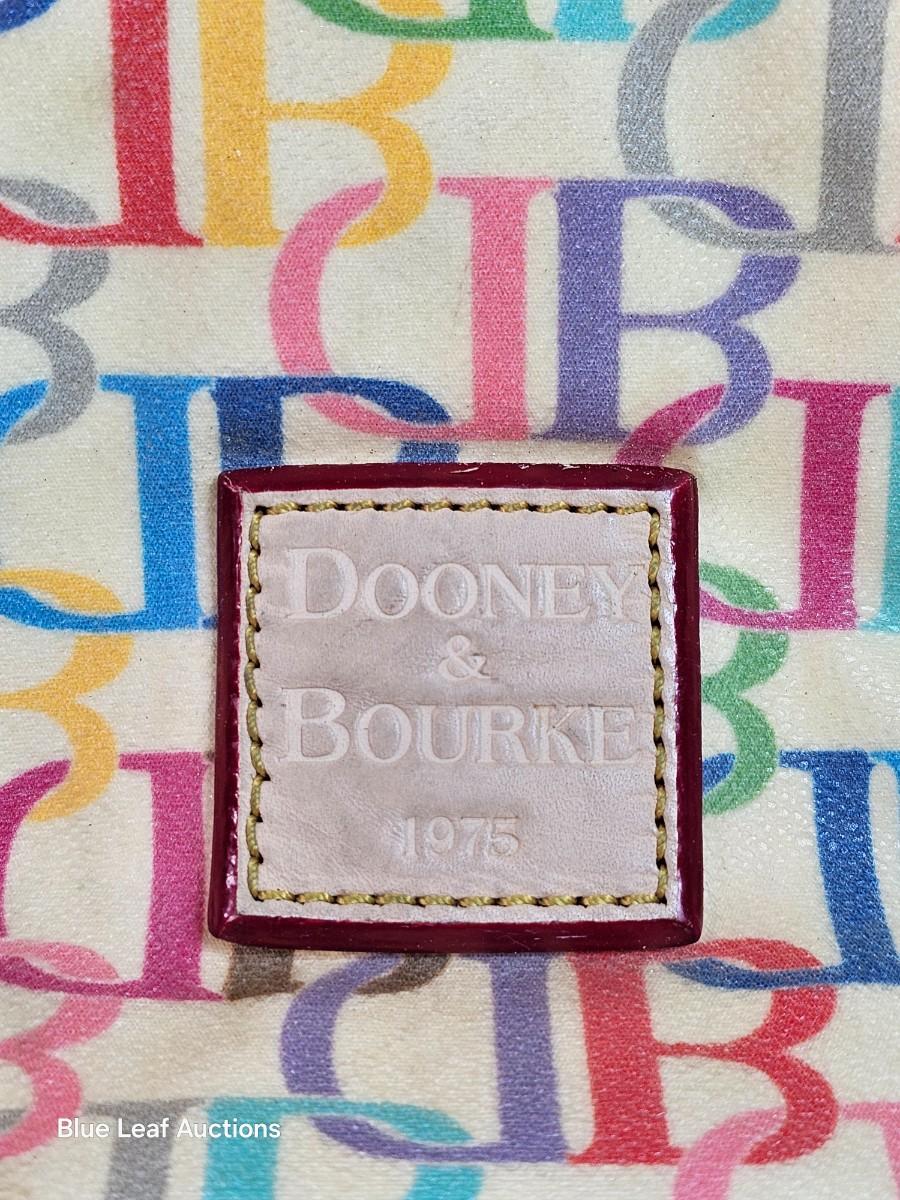 DOONEY
&
BOURKE
1975
Blue Leaf Auctions